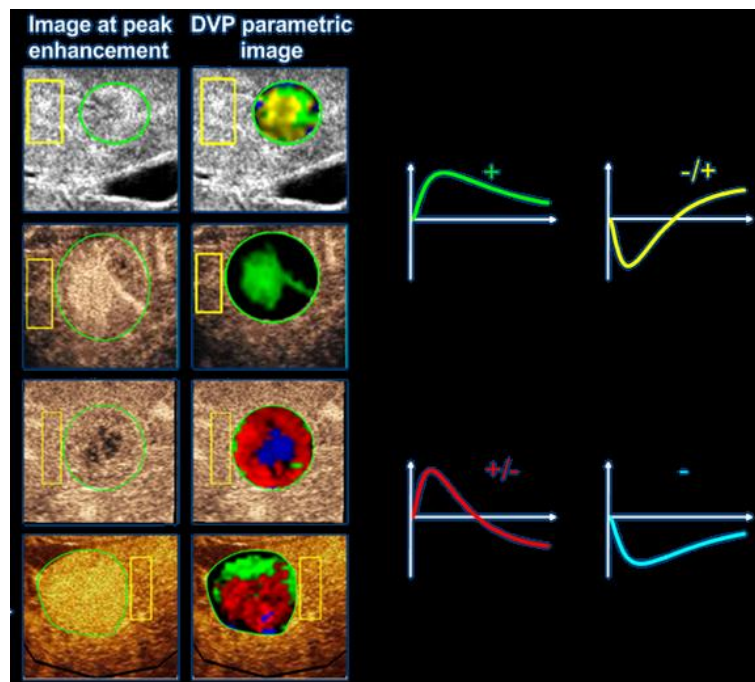 Image at peak
enhancement
DVP parametric
image
+
-/+
+/-
-